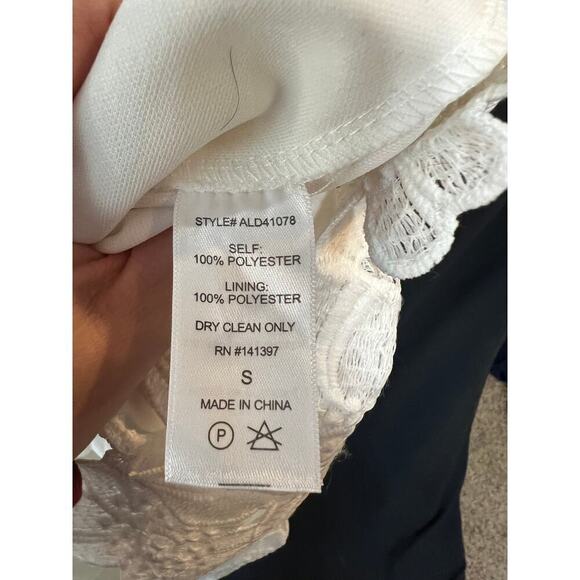 STYLE# ALD41078
SELF:
100% POLYESTER
LINING:
100% POLYESTER
DRY CLEAN ONLY
RN #141397
S
MADE IN CHINA
P